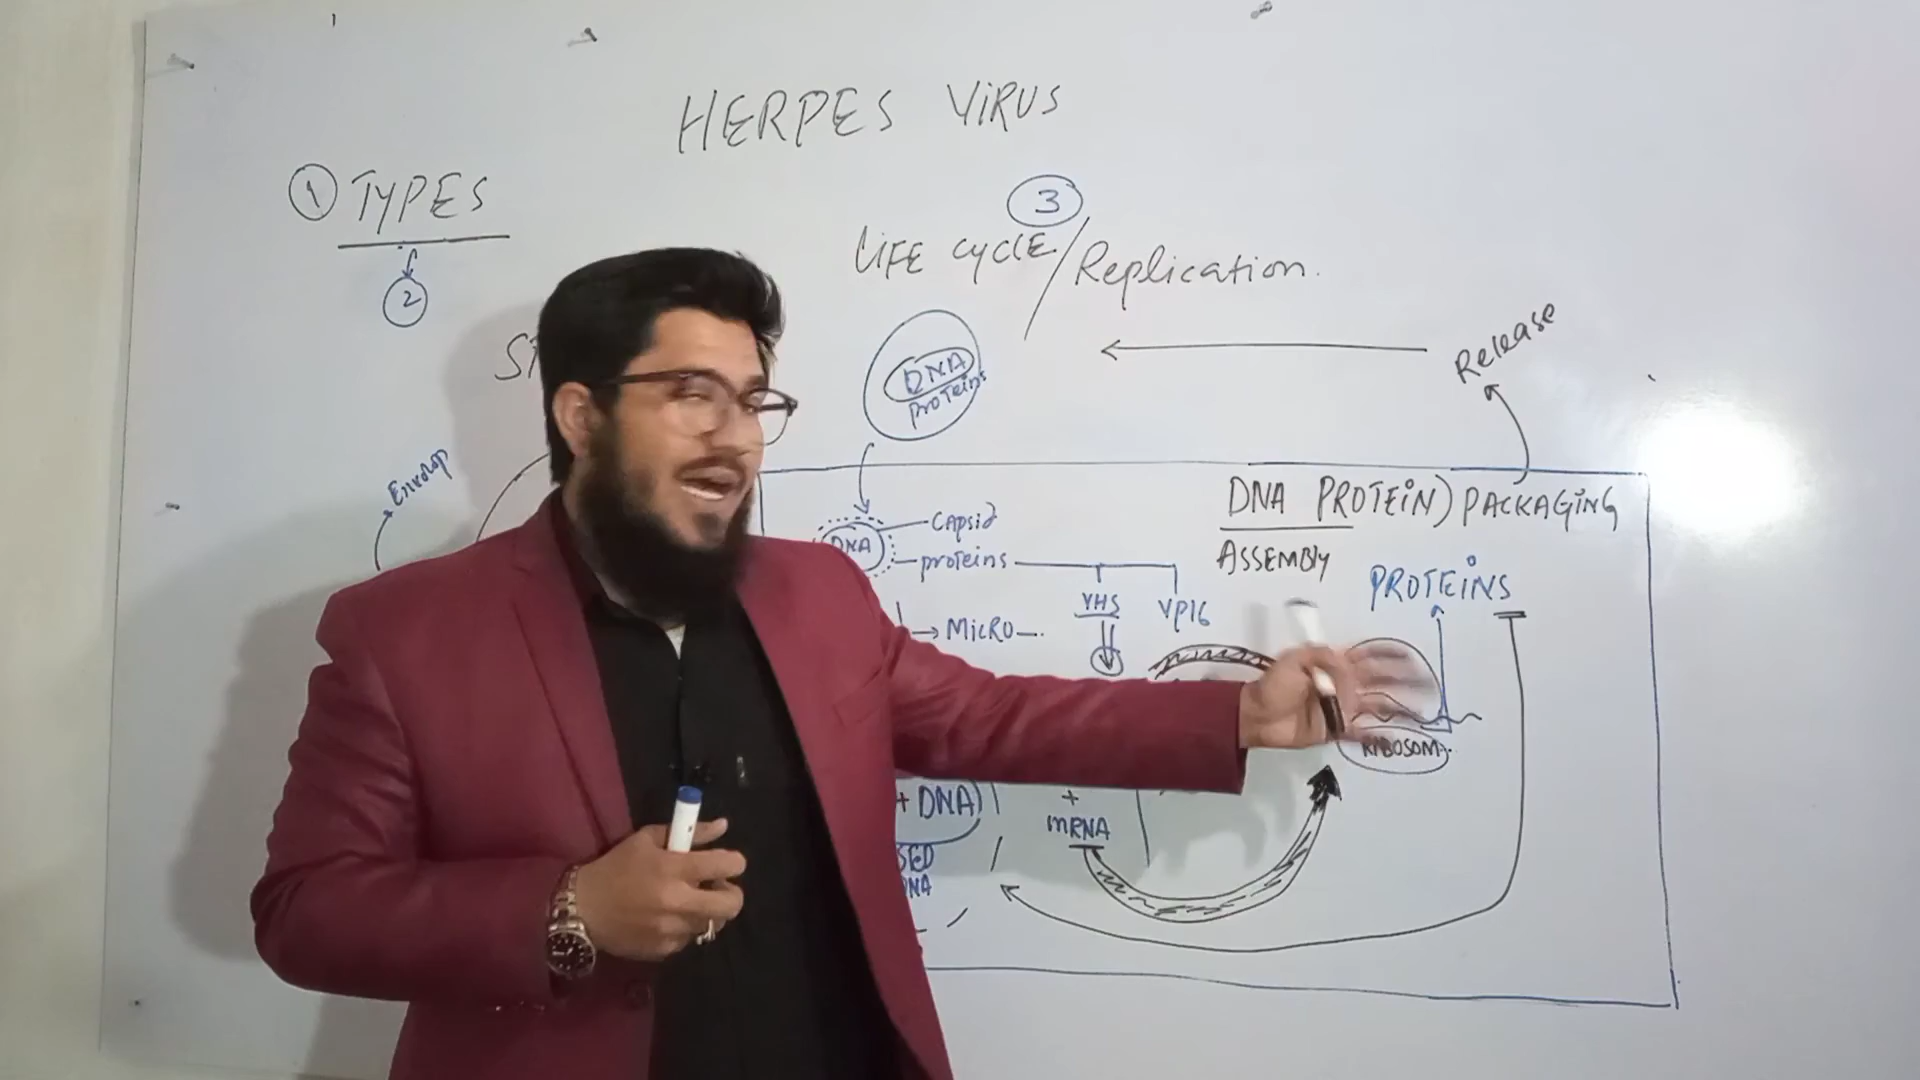 HERPES VIRUS
1 TYPES
2
3
LIFE CYCLE/Replication.
DNA
proteins
Release
Envelop
DNA
Capsid
proteins
VHS
VP16
MICRO
DNA PROTEIN) PACKAGING
ASSEMBLY
PROTEINS
RIBOSOM
+ DNA)
+
mRNA